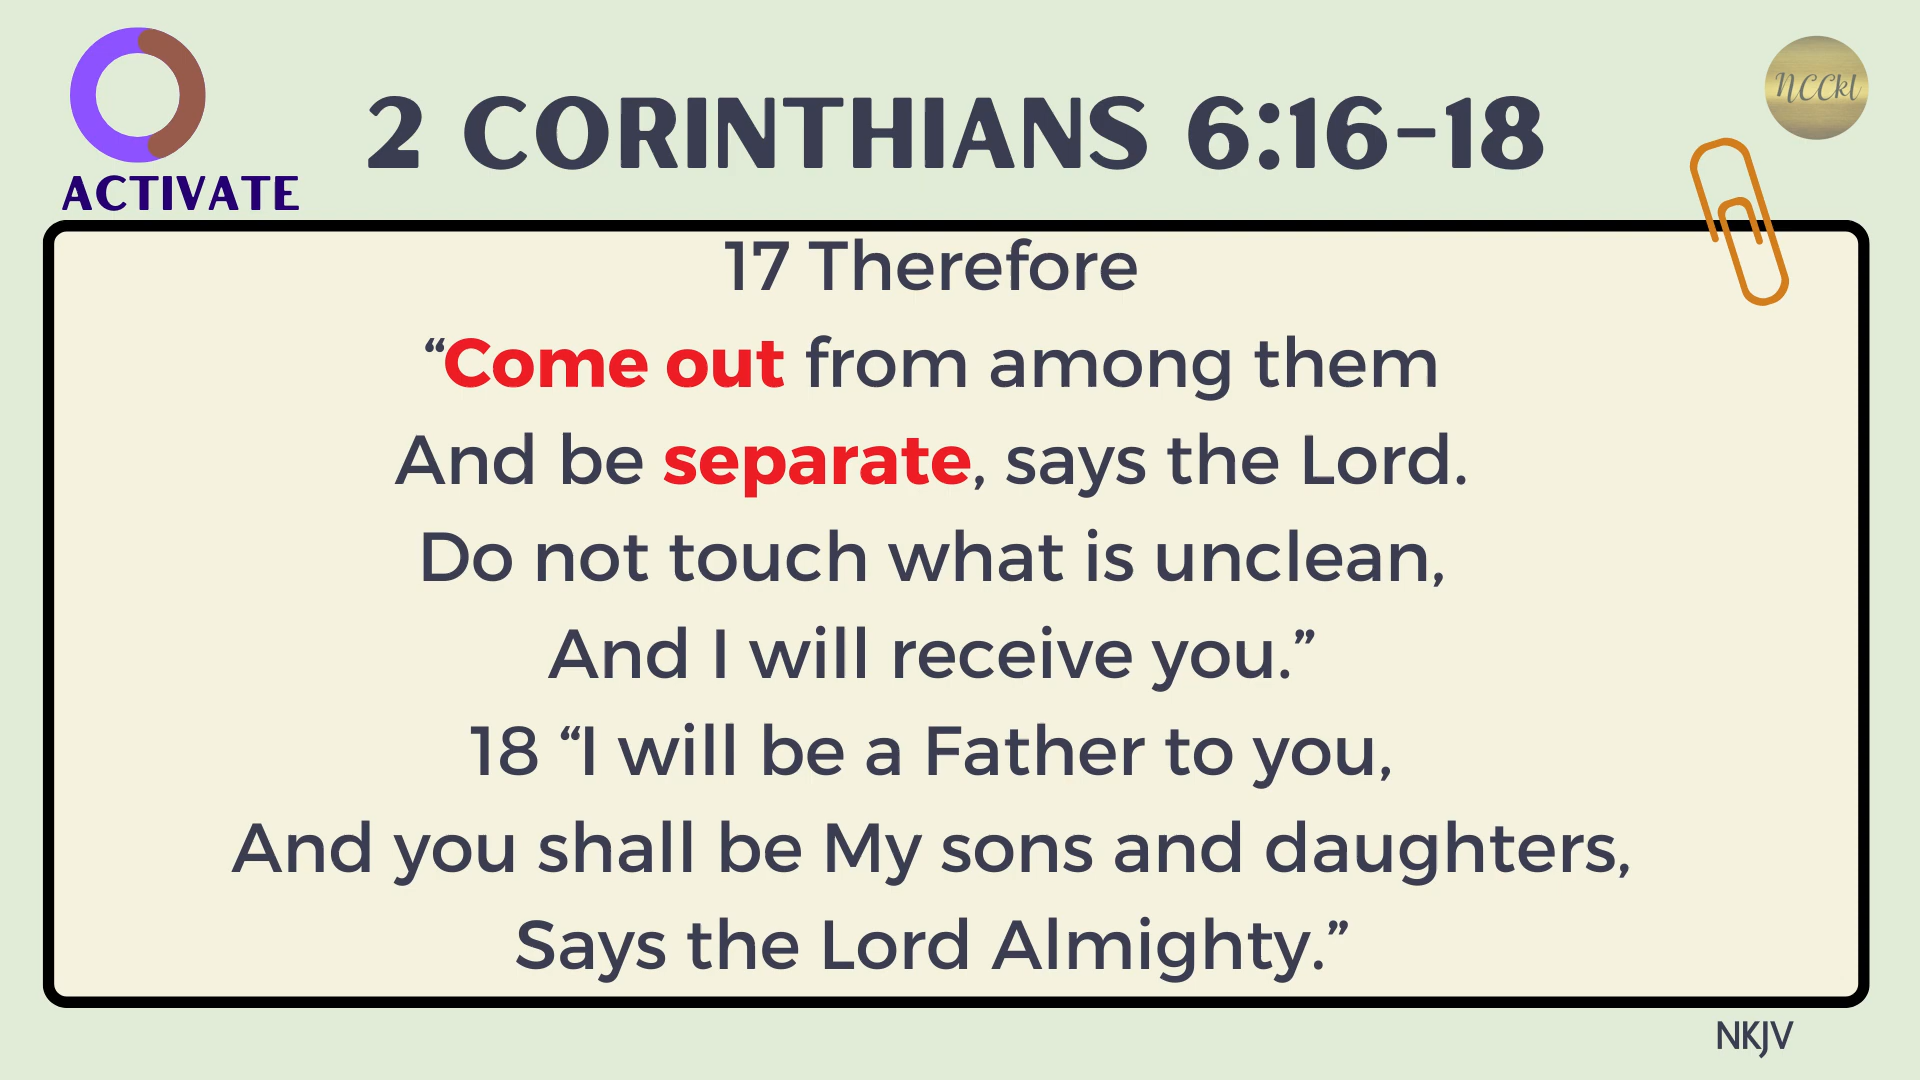 ACTIVATE
2 CORINTHIANS 6:16-18
NCCkl
17 Therefore
“Come out from among them
And be separate, says the Lord.
Do not touch what is unclean,
And I will receive you.”
18 “I will be a Father to you,
And you shall be My sons and daughters,
Says the Lord Almighty.”
NKJV